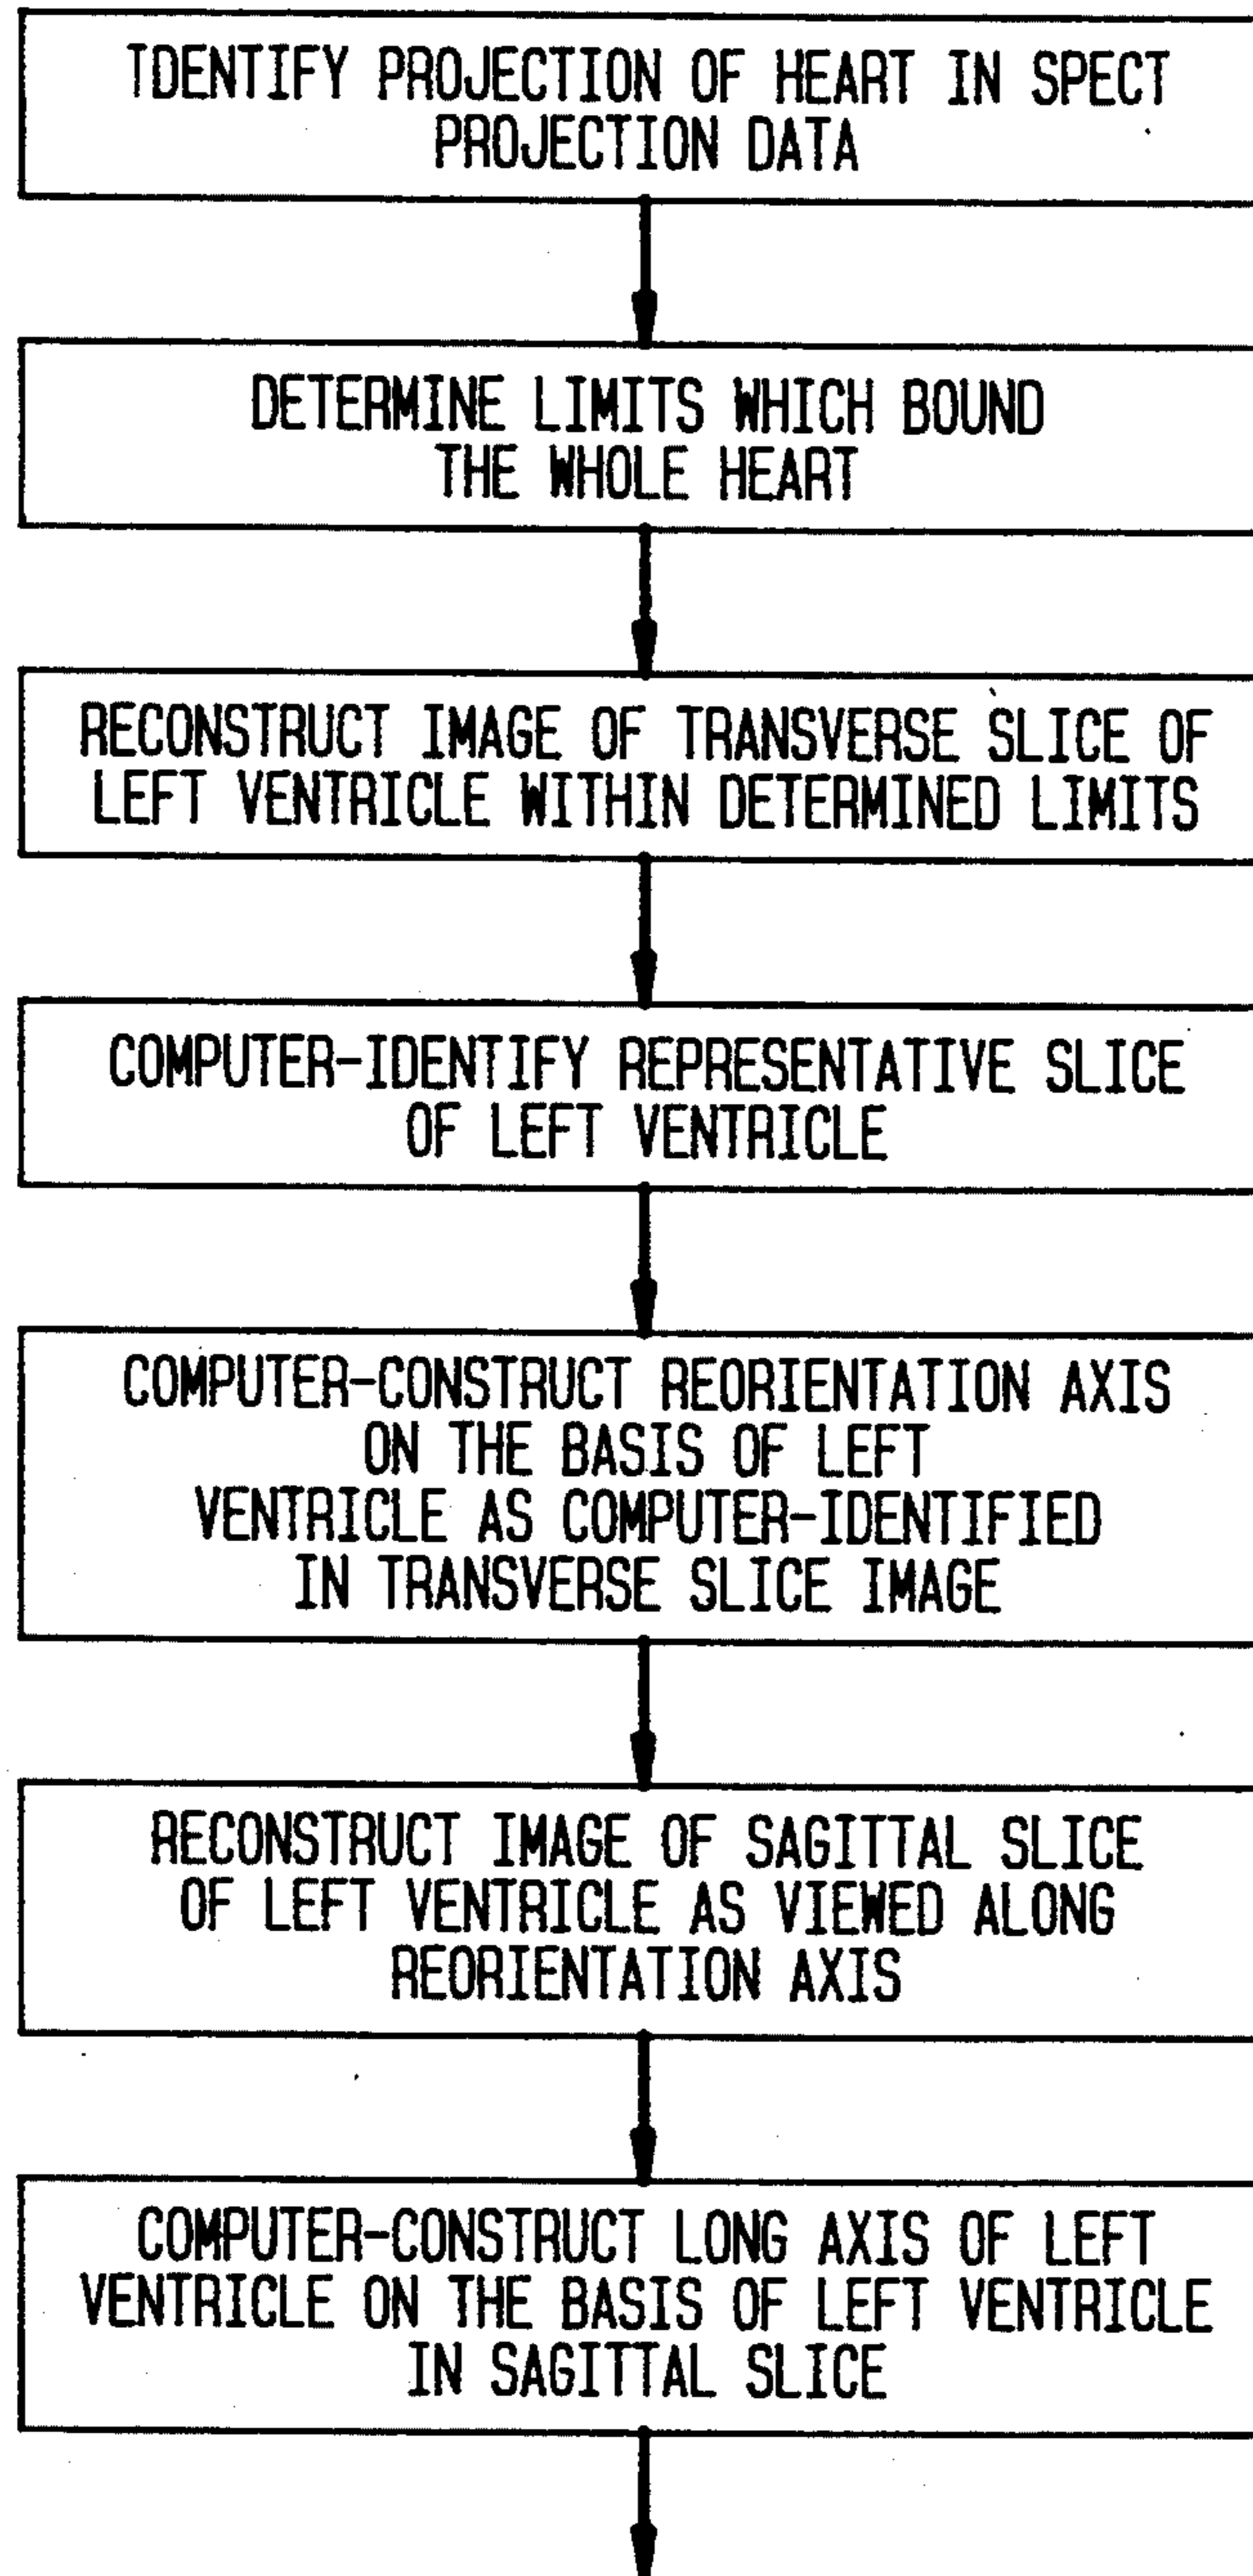 IDENTIFY PROJECTION OF HEART IN SPECT
PROJECTION DATA
DETERMINE LIMITS WHICH BOUND
THE WHOLE HEART
RECONSTRUCT IMAGE OF TRANSVERSE SLICE OF
LEFT VENTRICLE WITHIN DETERMINED LIMITS
COMPUTER-IDENTIFY REPRESENTATIVE SLICE
OF LEFT VENTRICLE
COMPUTER-CONSTRUCT REORIENTATION AXIS
ON THE BASIS OF LEFT
VENTRICLE AS COMPUTER-IDENTIFIED
IN TRANSVERSE SLICE IMAGE
RECONSTRUCT IMAGE OF SAGITTAL SLICE
OF LEFT VENTRICLE AS VIEWED ALONG
REORIENTATION AXIS
COMPUTER-CONSTRUCT LONG AXIS OF LEFT
VENTRICLE ON THE BASIS OF LEFT VENTRICLE
IN SAGITTAL SLICE